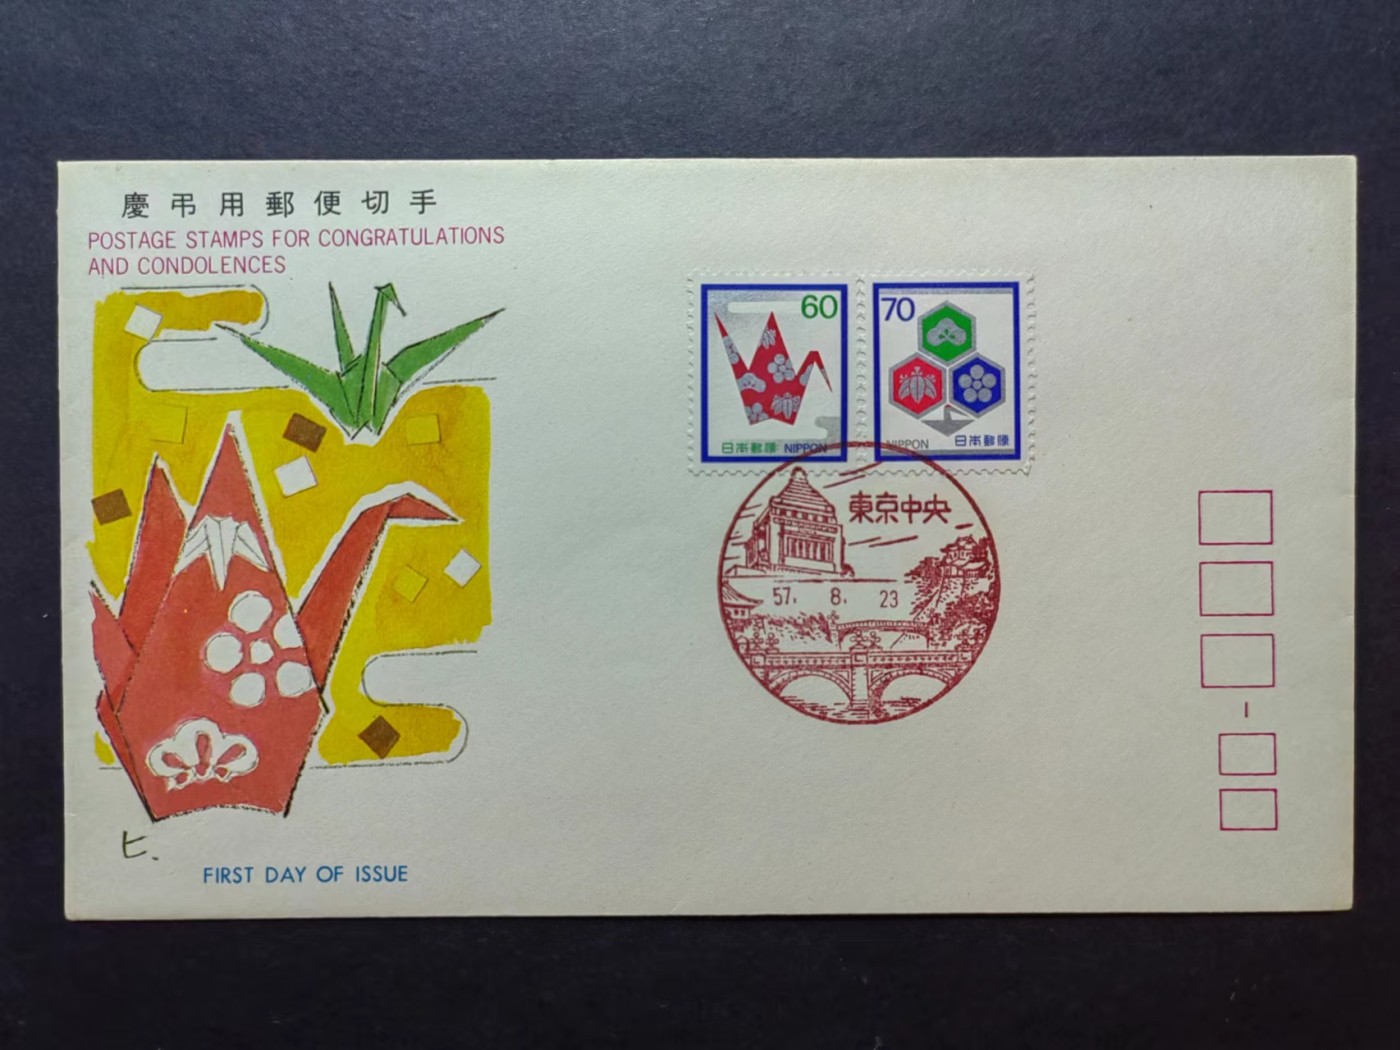 慶弔用郵便切手
POSTAGE STAMPS FOR CONGRATULATIONS
AND CONDOLENCES
60
日本郵便 NIPPON
70
NIPPON 日本郵便
東京中央
57. 8. 23
ヒ.
FIRST DAY OF ISSUE